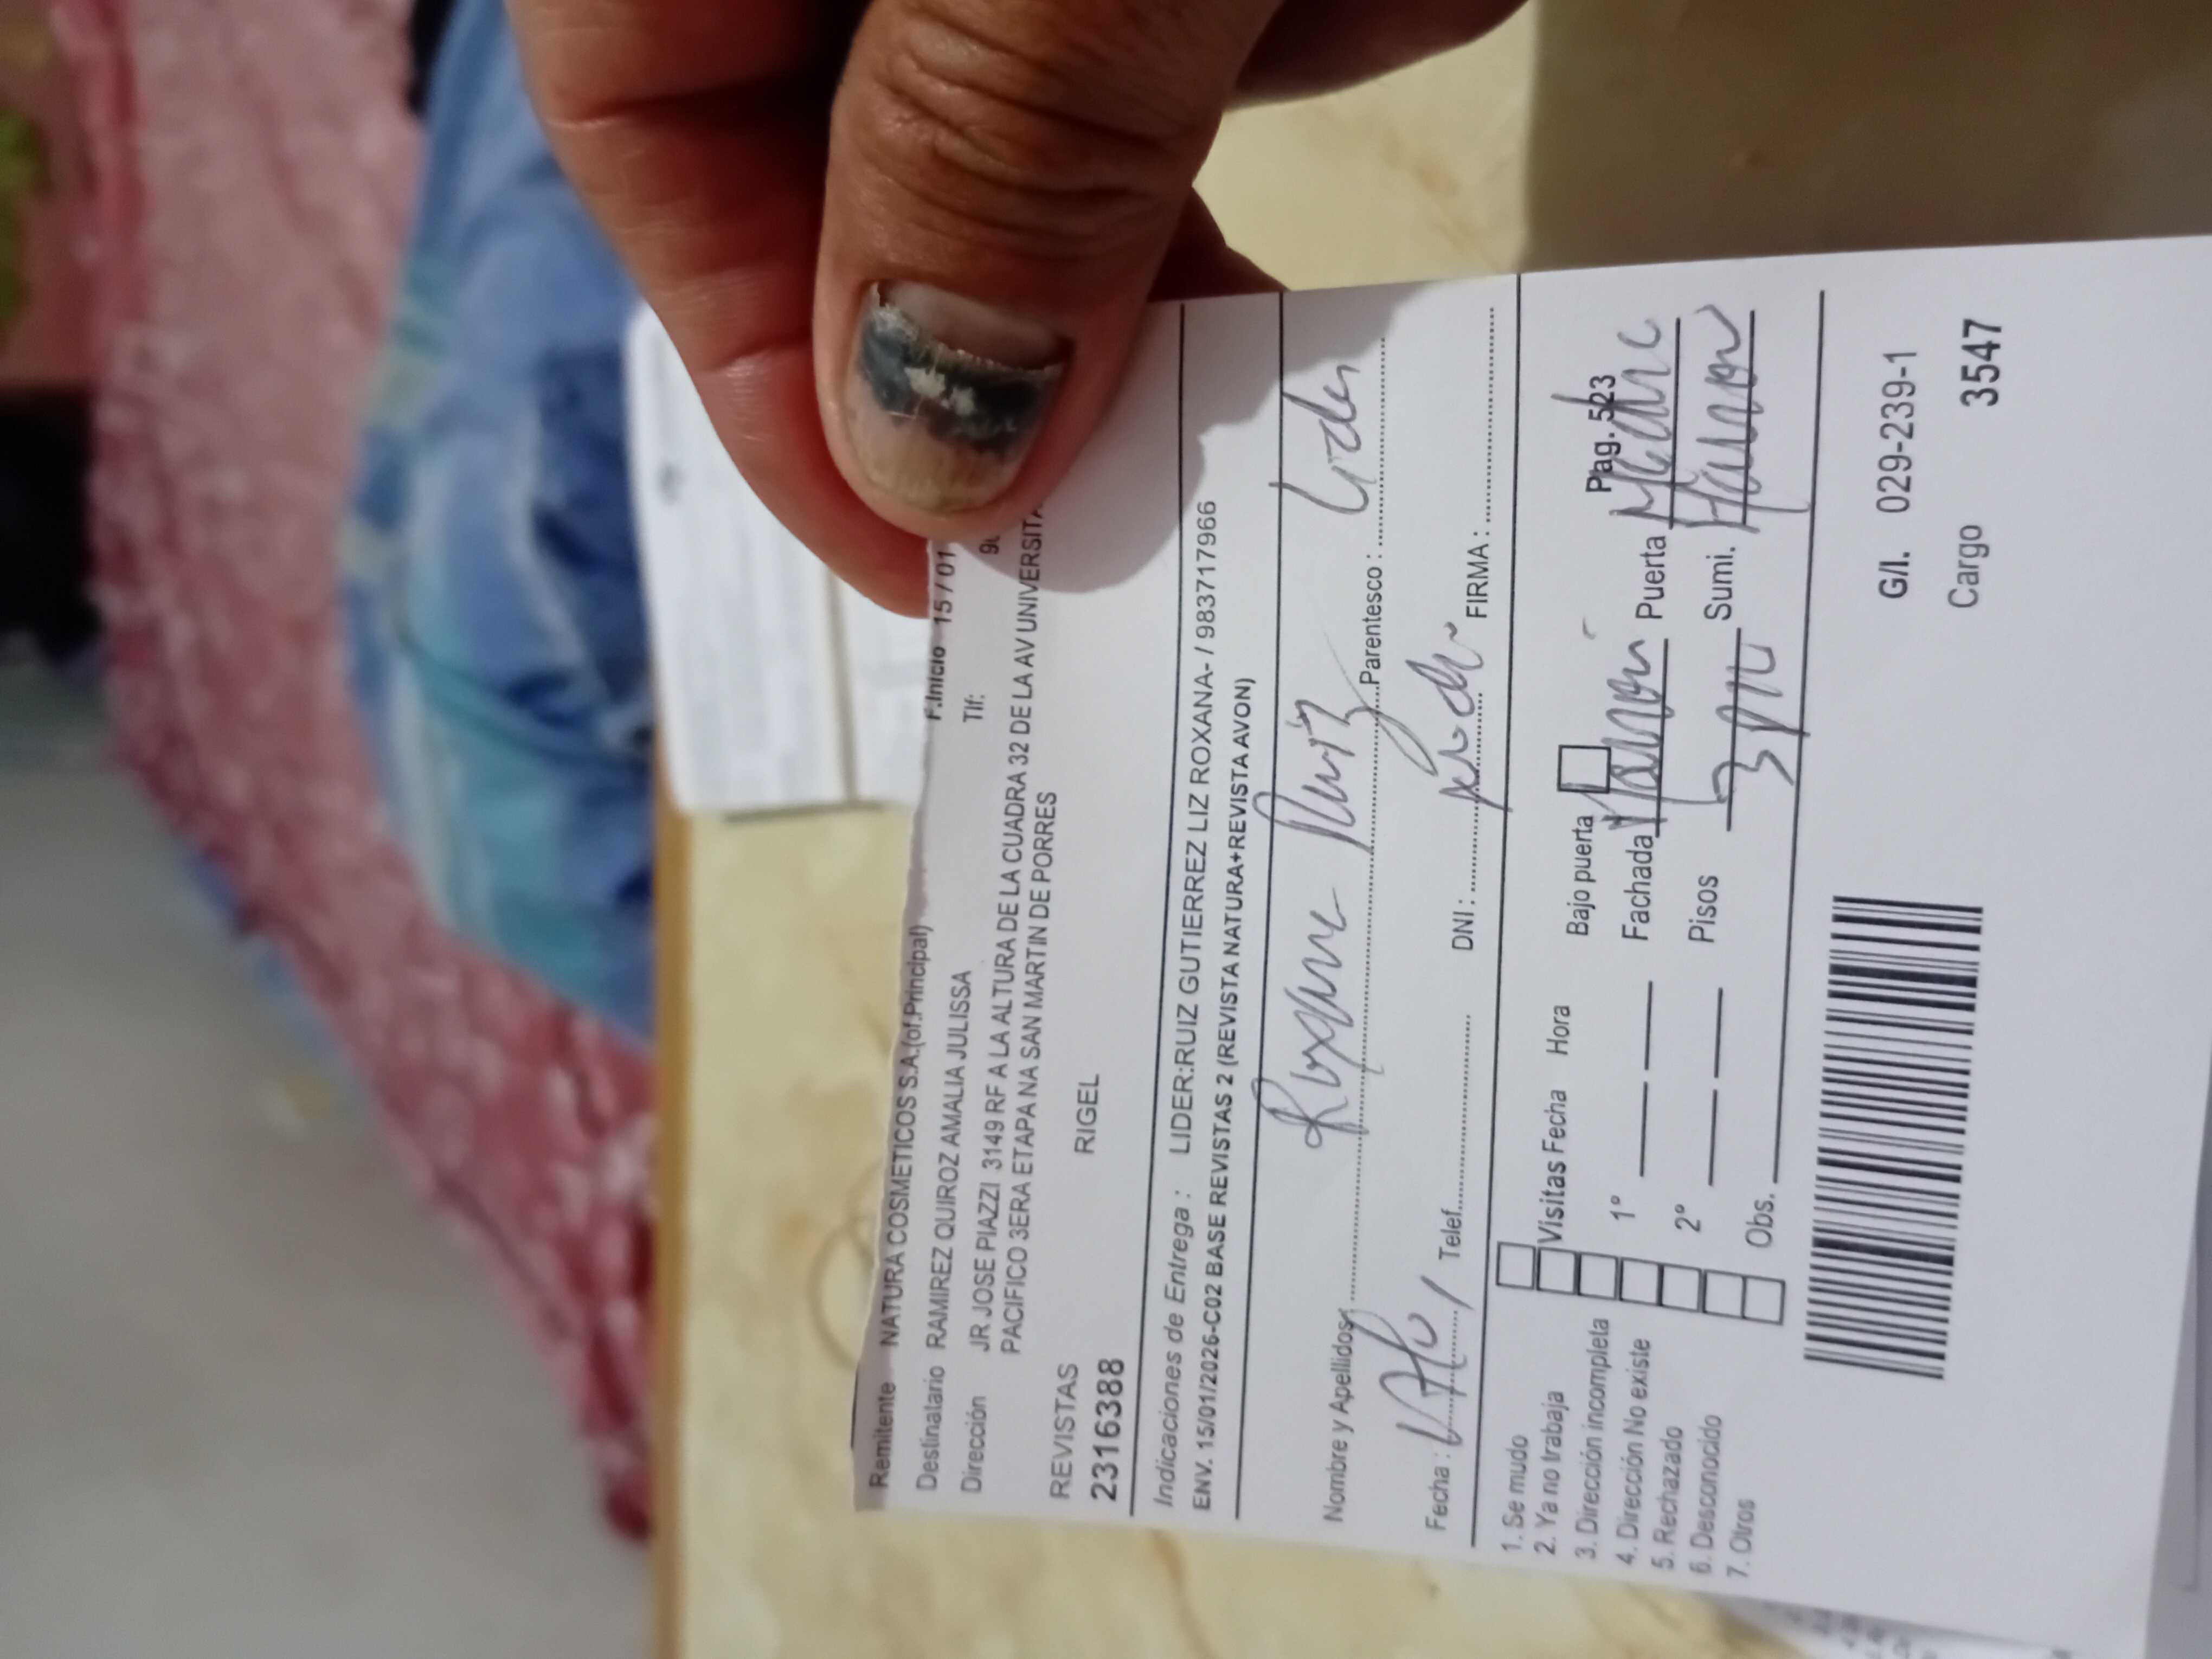 Remitente NATURA COSMETICOS S.A.(of.Principal) F.Inicio 15 / 01
Destinatario RAMIREZ QUIROZ AMALIA JULISSA Tlf:
Dirección JR JOSE PIAZZI 3149 RF A LA ALTURA DE LA CUADRA 32 DE LA AV UNIVERSITA
PACIFICO 3ERA ETAPA NA SAN MARTIN DE PORRES
REVISTAS RIGEL
2316388
Indicaciones de Entrega : LIDER:RUIZ GUTIERREZ LIZ ROXANA- / 983717966
ENV. 15/01/2026-C02 BASE REVISTAS 2 (REVISTA NATURA+REVISTA AVON)
Nombre y Apellidos Roxana Ruiz Parentesco :
Fecha : Telef. DNI : FIRMA :
1. Se mudo
2. Ya no trabaja
3. Dirección incompleta
4. Dirección No existe
5. Rechazado
6. Desconocido
7. Otros
Visitas Fecha Hora Bajo puerta Pag. 523
1º Fachada Puerta
2º Pisos Sumi.
Obs.
G/I. 029-239-1
Cargo 3547